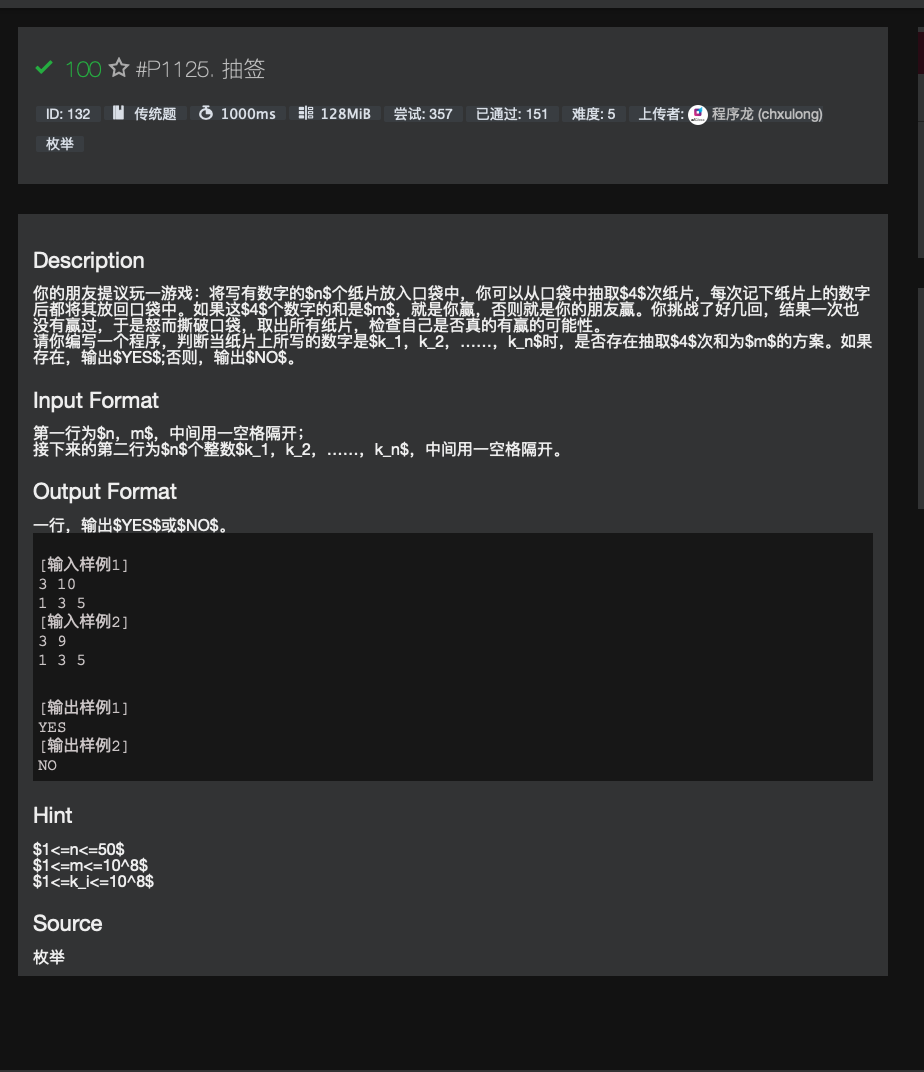 100 #P1125. 抽签
ID: 132 传统题 1000ms 128MiB 尝试: 357 已通过: 151 难度: 5 上传者: 程序龙 (chxulong)
枚举
Description
你的朋友提议玩一游戏：将写有数字的$n$个纸片放入口袋中，你可以从口袋中抽取$4$次纸片，每次记下纸片上的数字
后都将其放回口袋中。如果这$4$个数字的和是$m$，就是你赢，否则就是你的朋友赢。你挑战了好几回，结果一次也
没有赢过，于是怒而撕破口袋，取出所有纸片，检查自己是否真的有赢的可能性。
请你编写一个程序，判断当纸片上所写的数字是$k_1，k_2，……，k_n$时，是否存在抽取$4$次和为$m$的方案。如果
存在，输出$YES$;否则，输出$NO$。
Input Format
第一行为$n，m$，中间用一空格隔开；
接下来的第二行为$n$个整数$k_1，k_2，……，k_n$，中间用一空格隔开。
Output Format
一行，输出$YES$或$NO$。
[输入样例1]
3 10
1 3 5
[输入样例2]
3 9
1 3 5
[输出样例1]
YES
[输出样例2]
NO
Hint
$1<=n<=50$
$1<=m<=10^8$
$1<=k_i<=10^8$
Source
枚举